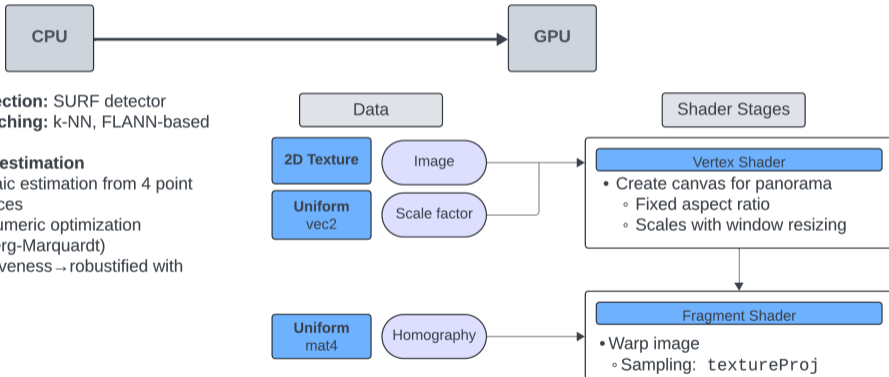 CPU
GPU
ection: SURF detector
ching: k-NN, FLANN-based
estimation
aic estimation from 4 point
ces
umeric optimization
erg-Marquardt)
veness→robustified with
Data
2D Texture
Image
Uniform
vec2
Scale factor
Uniform
mat4
Homography
Shader Stages
Vertex Shader
• Create canvas for panorama
◦ Fixed aspect ratio
◦ Scales with window resizing
Fragment Shader
• Warp image
◦ Sampling: textureProj